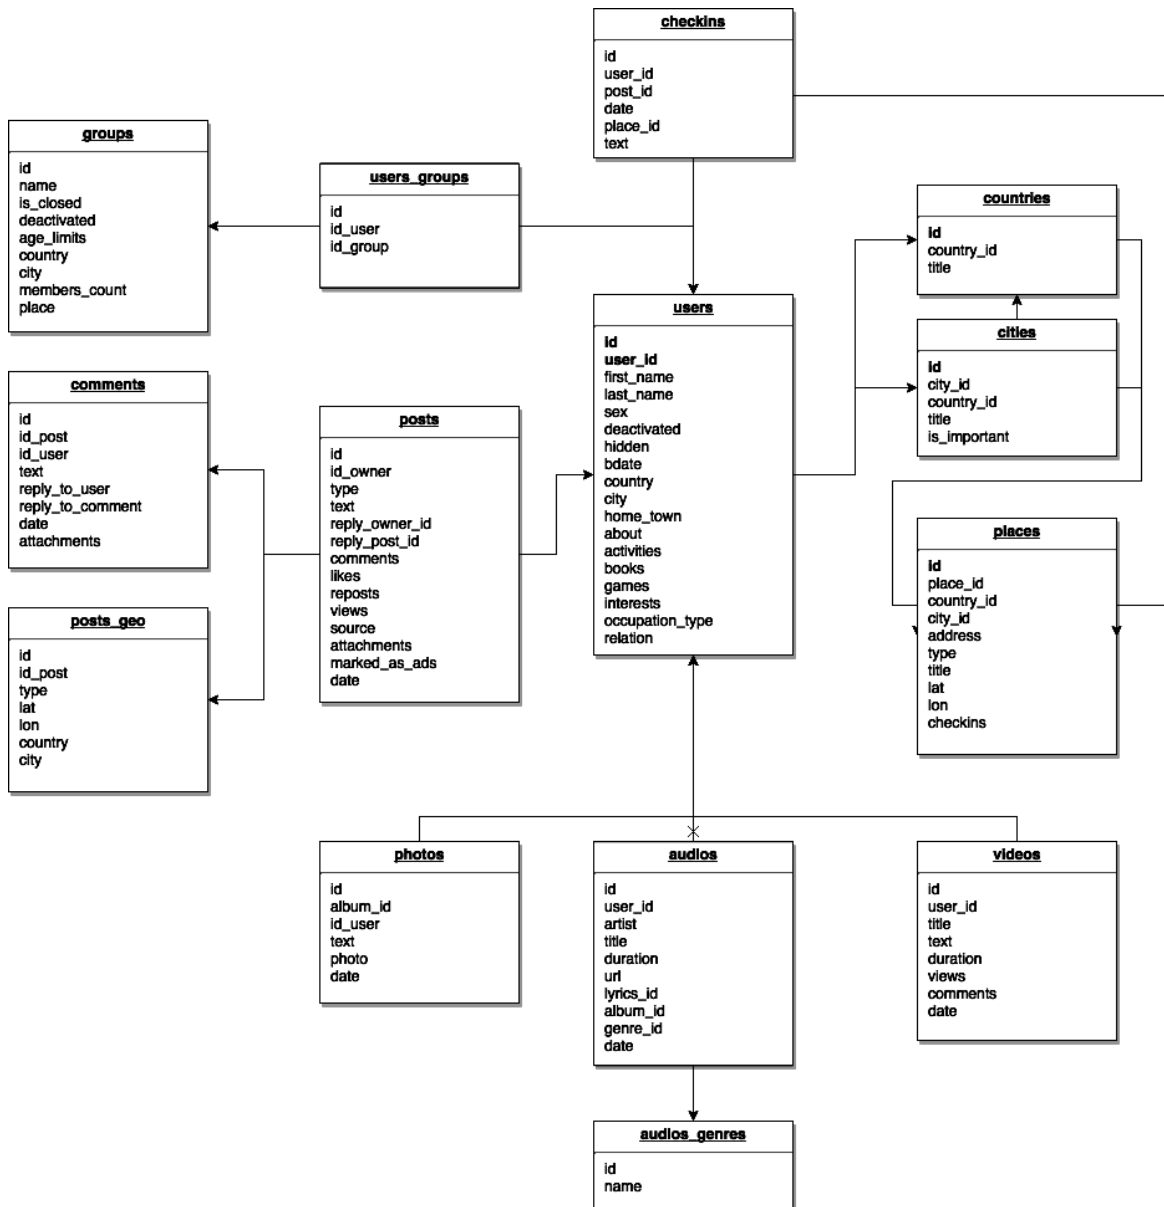 checkins
id
user_id
post_id
date
place_id
text
groups
id
name
is_closed
deactivated
age_limits
country
city
members_count
place
users_groups
id
id_user
id_group
countries
id
country_id
title
users
id
user_id
first_name
last_name
sex
deactivated
hidden
bdate
country
city
home_town
about
activities
books
games
interests
occupation_type
relation
cities
id
city_id
country_id
title
is_important
comments
id
id_post
id_user
text
reply_to_user
reply_to_comment
date
attachments
posts
id
id_owner
type
text
reply_owner_id
reply_post_id
comments
likes
reposts
views
source
attachments
marked_as_ads
date
places
id
place_id
country_id
city_id
address
type
title
lat
lon
checkins
posts_geo
id
id_post
type
lat
lon
country
city
photos
id
album_id
id_user
text
photo
date
audios
id
user_id
artist
title
duration
url
lyrics_id
album_id
genre_id
date
videos
id
user_id
title
text
duration
views
comments
date
audios_genres
id
name